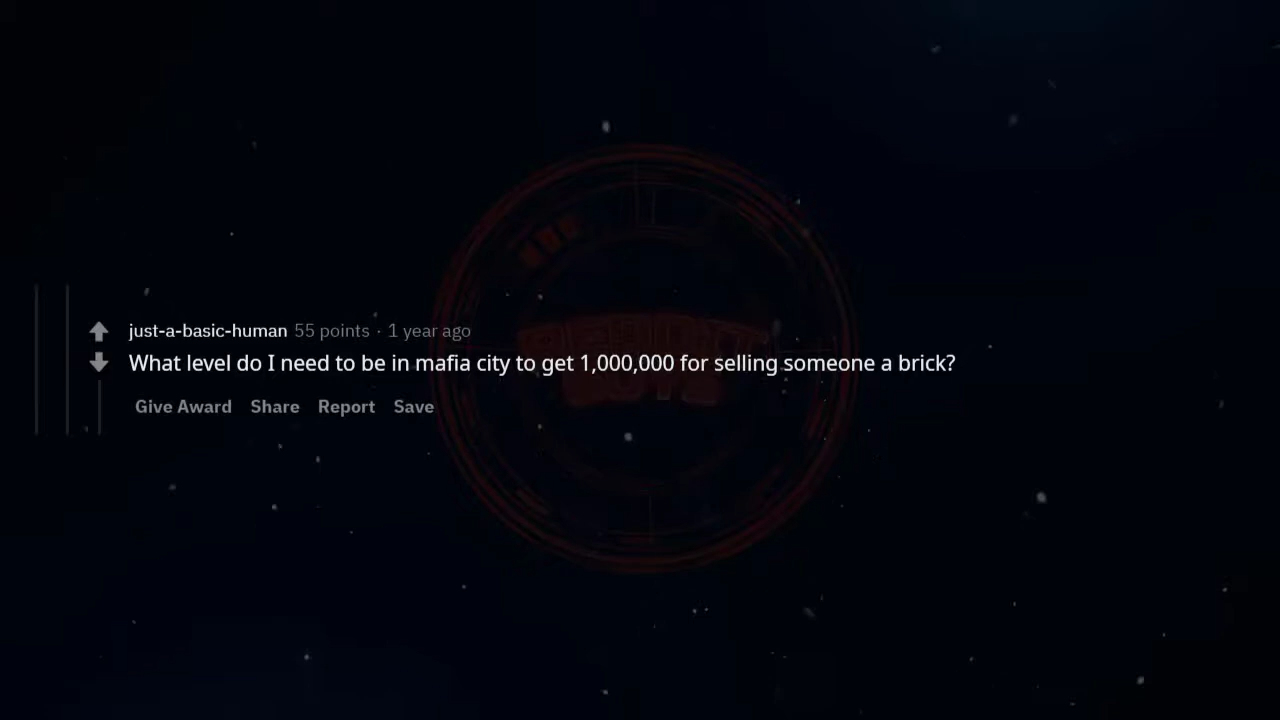 just-a-basic-human 55 points · 1 year ago
What level do I need to be in mafia city to get 1,000,000 for selling someone a brick?
Give Award Share Report Save